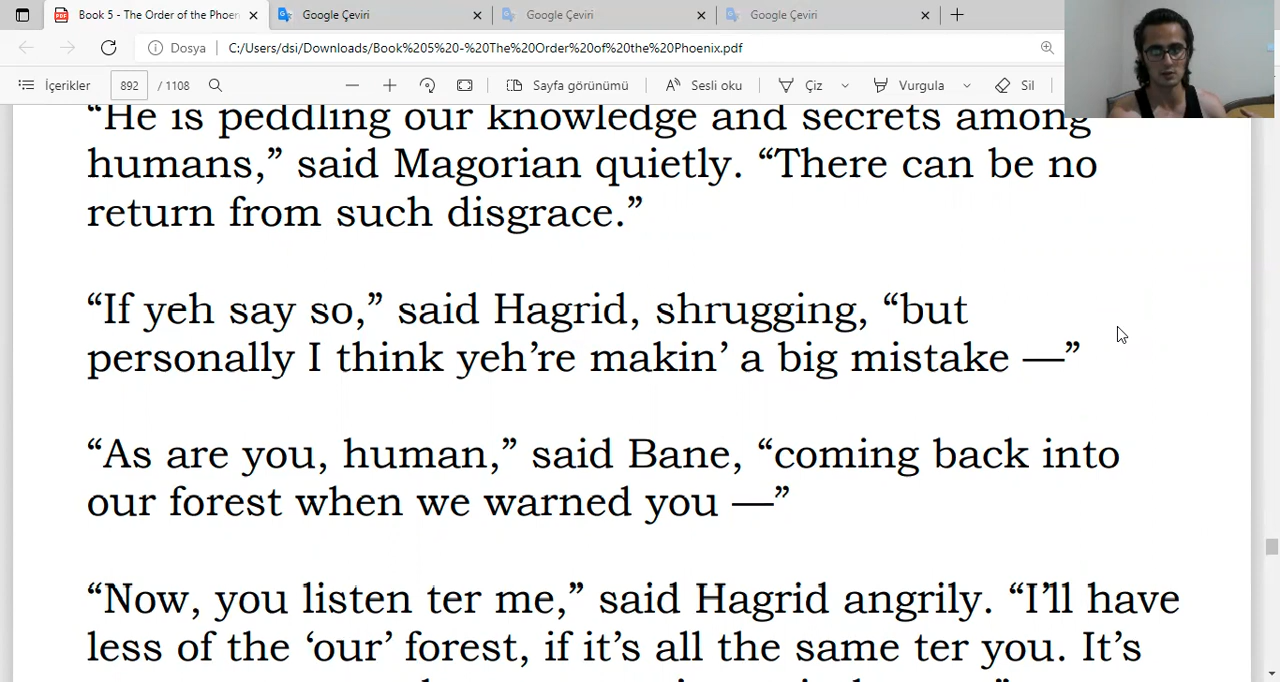 Book 5 - The Order of the Phoen
Google Çeviri
Google Çeviri
Google Çeviri
Dosya
C:/Users/dsi/Downloads/Book%205%20-%20The%20Order%20of%20the%20Phoenix.pdf
İçerikler
892
/ 1108
Sayfa görünümü
Sesli oku
Çiz
Vurgula
Sil
“He is peddling our knowledge and secrets among
humans,” said Magorian quietly. “There can be no
return from such disgrace.”
“If yeh say so,” said Hagrid, shrugging, “but
personally I think yeh’re makin’ a big mistake —”
“As are you, human,” said Bane, “coming back into
our forest when we warned you —”
“Now, you listen ter me,” said Hagrid angrily. “I’ll have
less of the ‘our’ forest, if it’s all the same ter you. It’s